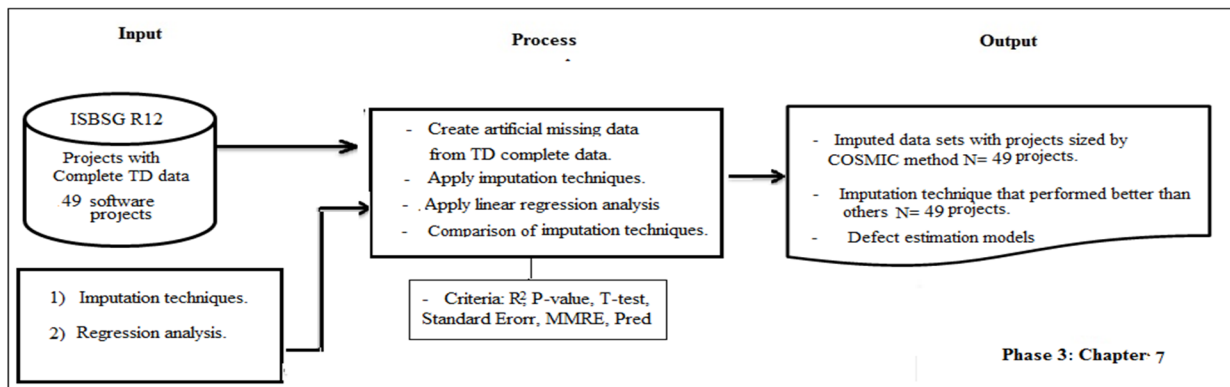 Input
Process
Output
ISBSG R12
Projects with
Complete TD data
49 software
projects
1) Imputation techniques.
2) Regression analysis.
- Create artificial missing data
from TD complete data.
- Apply imputation techniques.
- Apply linear regression analysis
- Comparison of imputation techniques.
- Criteria: R², P-value, T-test,
Standard Erorr, MMRE, Pred
- Imputed data sets with projects sized by
COSMIC method N= 49 projects.
- Imputation technique that performed better than
others N= 49 projects.
- Defect estimation models
Phase 3: Chapter 7